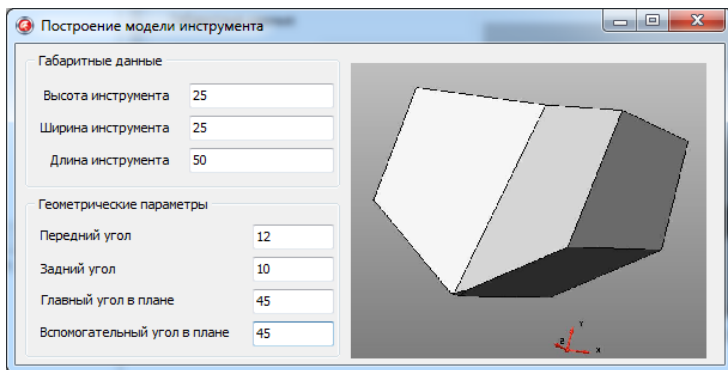 Построение модели инструмента
Габаритные данные
Высота инструмента 25
Ширина инструмента 25
Длина инструмента 50
Геометрические параметры
Передний угол 12
Задний угол 10
Главный угол в плане 45
Вспомогательный угол в плане 45
Y
X